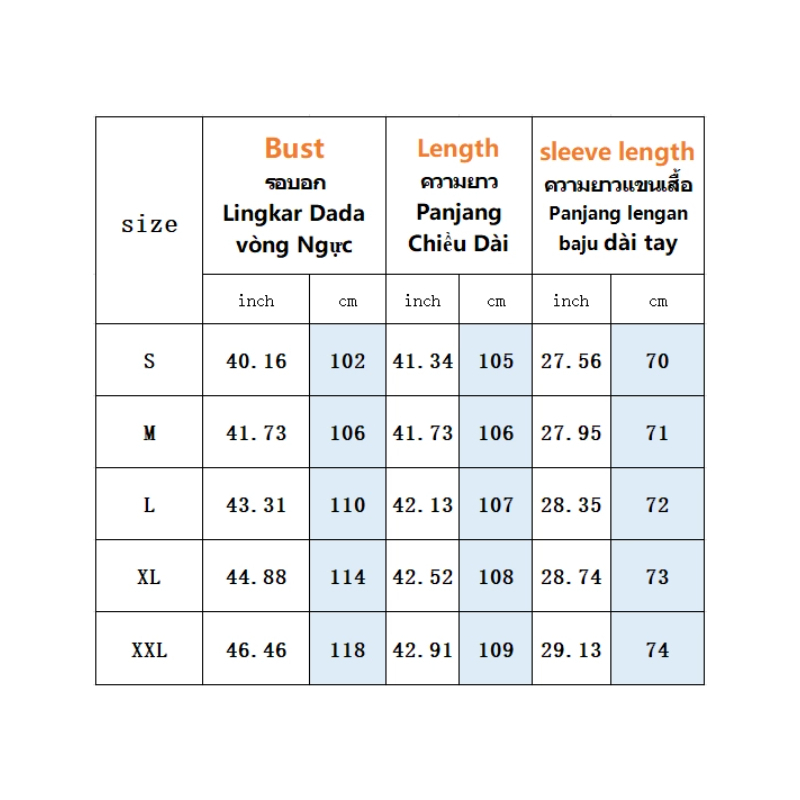 size
Bust
รอบอก
Lingkar Dada
vòng Ngực
Length
ความยาว
Panjang
Chiều Dài
sleeve length
ความยาวแขนเสื้อ
Panjang lengan
baju dài tay
inch cm inch cm inch cm
S 40.16 102 41.34 105 27.56 70
M 41.73 106 41.73 106 27.95 71
L 43.31 110 42.13 107 28.35 72
XL 44.88 114 42.52 108 28.74 73
XXL 46.46 118 42.91 109 29.13 74